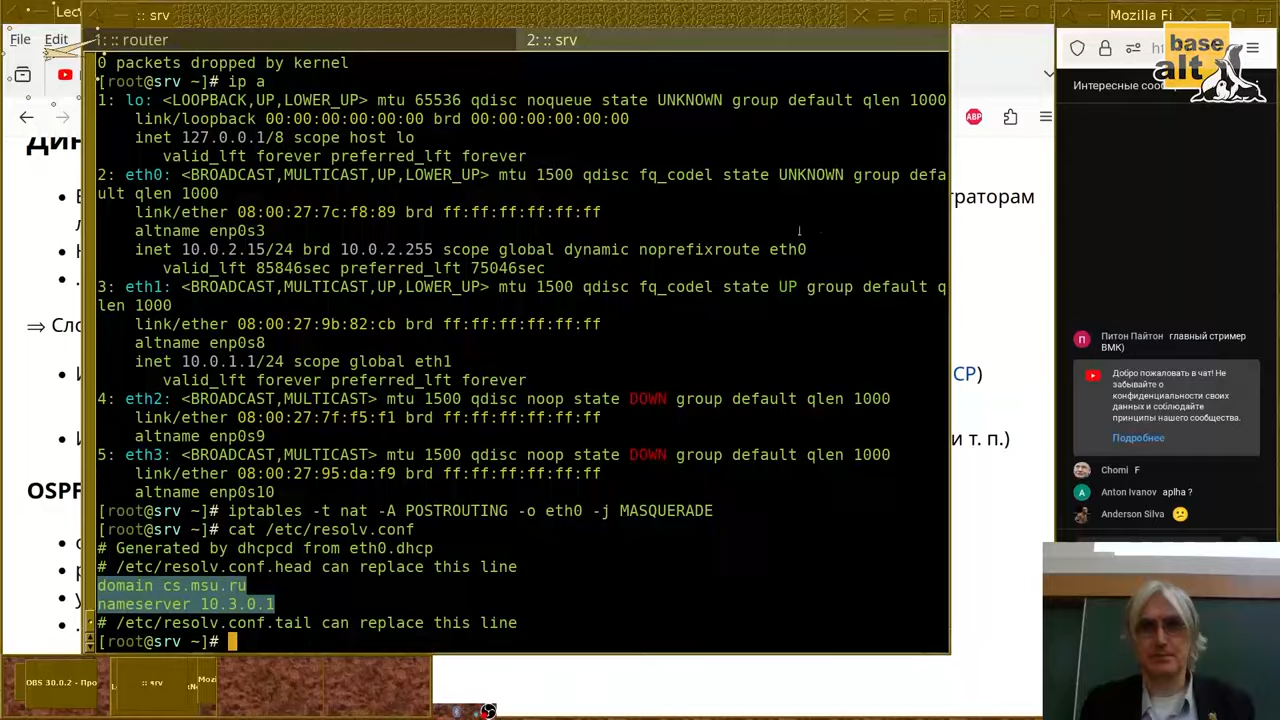 Lec
:: srv
Mozilla Fi
File Edit
1: :: router
2: :: srv
base
alt
Интересные сооб
0 packets dropped by kernel
[root@srv ~]# ip a
1: lo: <LOOPBACK,UP,LOWER_UP> mtu 65536 qdisc noqueue state UNKNOWN group default qlen 1000
link/loopback 00:00:00:00:00:00 brd 00:00:00:00:00:00
inet 127.0.0.1/8 scope host lo
valid_lft forever preferred_lft forever
2: eth0: <BROADCAST,MULTICAST,UP,LOWER_UP> mtu 1500 qdisc fq_codel state UNKNOWN group defa
ult qlen 1000
link/ether 08:00:27:7c:f8:89 brd ff:ff:ff:ff:ff:ff
altname enp0s3
inet 10.0.2.15/24 brd 10.0.2.255 scope global dynamic noprefixroute eth0
valid_lft 85846sec preferred_lft 75046sec
3: eth1: <BROADCAST,MULTICAST,UP,LOWER_UP> mtu 1500 qdisc fq_codel state UP group default q
len 1000
link/ether 08:00:27:9b:82:cb brd ff:ff:ff:ff:ff:ff
altname enp0s8
inet 10.0.1.1/24 scope global eth1
valid_lft forever preferred_lft forever
4: eth2: <BROADCAST,MULTICAST> mtu 1500 qdisc noop state DOWN group default qlen 1000
link/ether 08:00:27:7f:f5:f1 brd ff:ff:ff:ff:ff:ff
altname enp0s9
5: eth3: <BROADCAST,MULTICAST> mtu 1500 qdisc noop state DOWN group default qlen 1000
link/ether 08:00:27:95:da:f9 brd ff:ff:ff:ff:ff:ff
altname enp0s10
[root@srv ~]# iptables -t nat -A POSTROUTING -o eth0 -j MASQUERADE
[root@srv ~]# cat /etc/resolv.conf
# Generated by dhcpcd from eth0.dhcp
# /etc/resolv.conf.head can replace this line
domain cs.msu.ru
nameserver 10.3.0.1
# /etc/resolv.conf.tail can replace this line
[root@srv ~]#
ABP
траторам
⇒ Сло
CP)
и т. п.)
OSPF
Питон Пайтон главный стример
ВМК)
Добро пожаловать в чат! Не
забывайте о
конфиденциальности своих
данных и соблюдайте
принципы нашего сообщества.
Подробнее
Chomi F
Anton Ivanov aplha ?
Anderson Silva
OBS 30.0.2 - Про
:: srv
Mozi